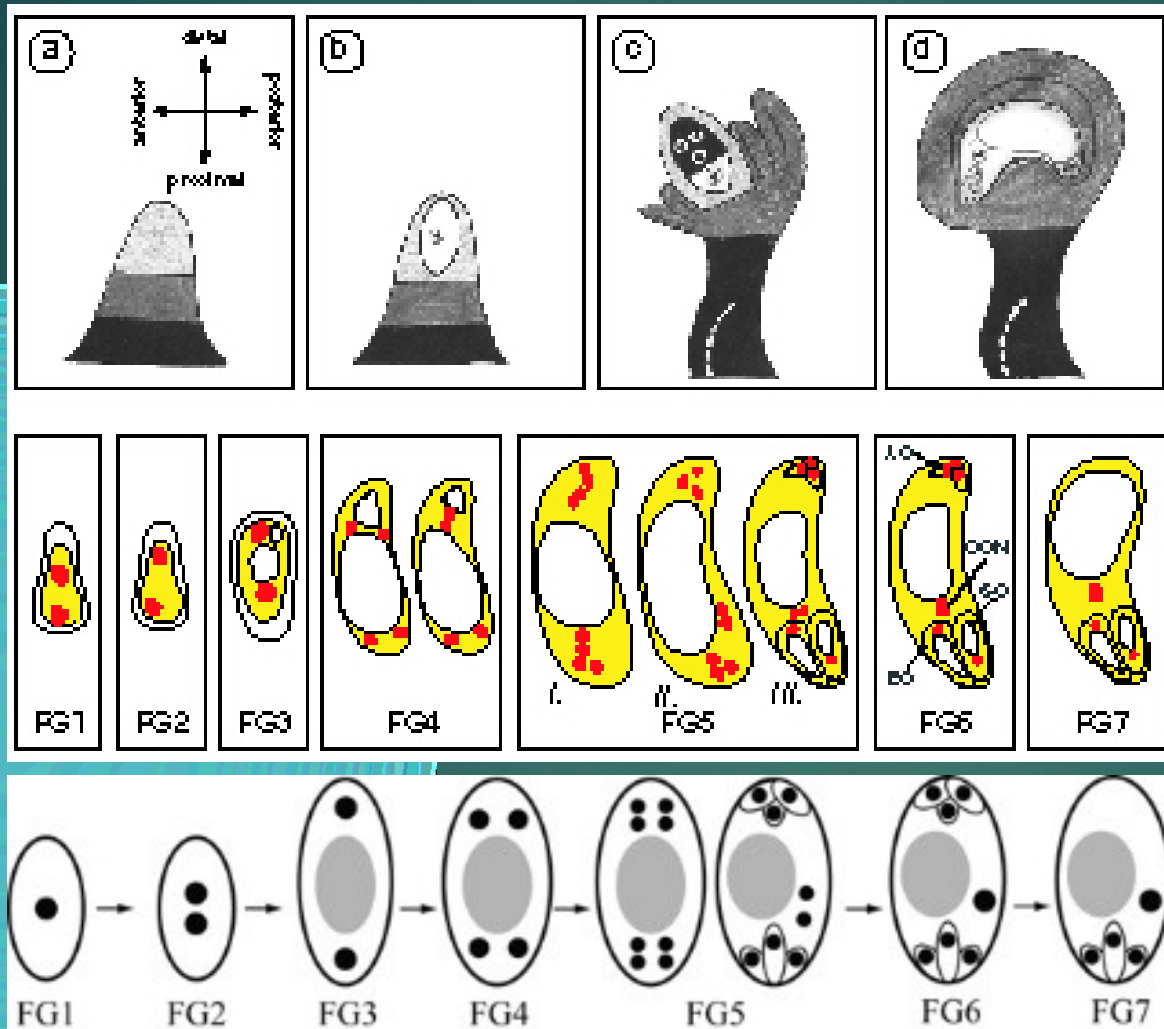 a
distal
anterior
posterior
proximal
b
c
d
FG1
FG2
FG3
FG4
I.
II.
III.
FG5
FG6
FG7
FG1
FG2
FG3
FG4
FG5
FG6
FG7